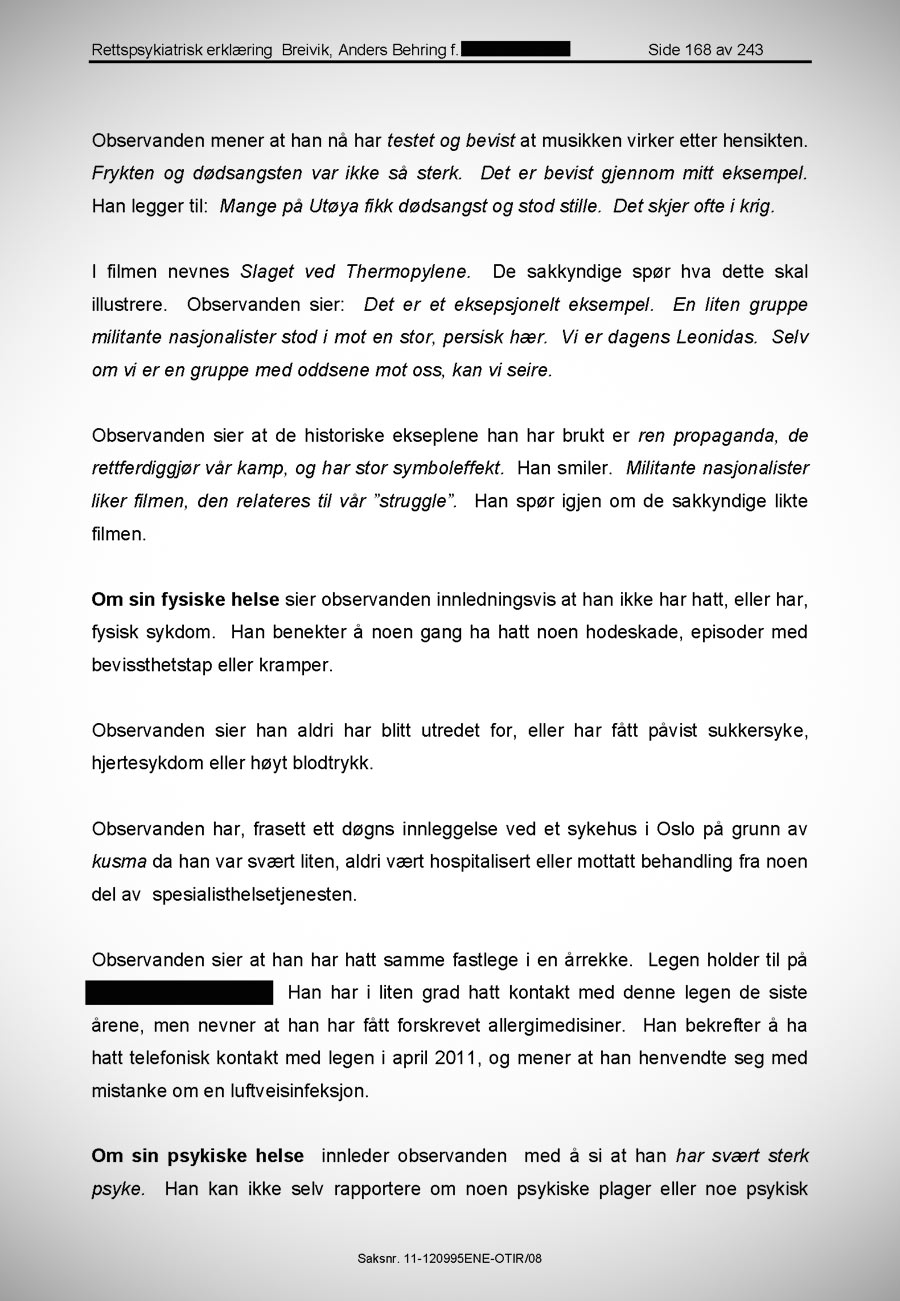 Rettspsykiatrisk erklæring Breivik, Anders Behring f. Side 168 av 243
Observanden mener at han nå har testet og bevist at musikken virker etter hensikten.
Frykten og dødsangsten var ikke så sterk. Det er bevist gjennom mitt eksempel.
Han legger til: Mange på Utøya fikk dødsangst og stod stille. Det skjer ofte i krig.
I filmen nevnes Slaget ved Thermopylene. De sakkyndige spør hva dette skal
illustrere. Observanden sier: Det er et eksepsjonelt eksempel. En liten gruppe
militante nasjonalister stod i mot en stor, persisk hær. Vi er dagens Leonidas. Selv
om vi er en gruppe med oddsene mot oss, kan vi seire.
Observanden sier at de historiske ekseplene han har brukt er ren propaganda, de
rettferdiggjør vår kamp, og har stor symboleffekt. Han smiler. Militante nasjonalister
liker filmen, den relateres til vår ”struggle”. Han spør igjen om de sakkyndige likte
filmen.
Om sin fysiske helse sier observanden innledningsvis at han ikke har hatt, eller har,
fysisk sykdom. Han benekter å noen gang ha hatt noen hodeskade, episoder med
bevissthetstap eller kramper.
Observanden sier han aldri har blitt utredet for, eller har fått påvist sukkersyke,
hjertesykdom eller høyt blodtrykk.
Observanden har, frasett ett døgns innleggelse ved et sykehus i Oslo på grunn av
kusma da han var svært liten, aldri vært hospitalisert eller mottatt behandling fra noen
del av spesialisthelsetjenesten.
Observanden sier at han har hatt samme fastlege i en årrekke. Legen holder til på
Han har i liten grad hatt kontakt med denne legen de siste
årene, men nevner at han har fått forskrevet allergimedisiner. Han bekrefter å ha
hatt telefonisk kontakt med legen i april 2011, og mener at han henvendte seg med
mistanke om en luftveisinfeksjon.
Om sin psykiske helse innleder observanden med å si at han har svært sterk
psyke. Han kan ikke selv rapportere om noen psykiske plager eller noe psykisk
Saksnr. 11-120995ENE-OTIR/08